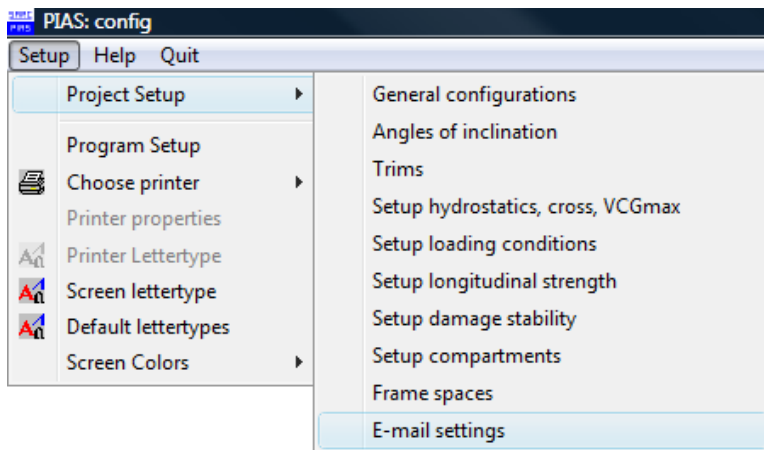 PIAS: config
Setup Help Quit
Project Setup
Program Setup
Choose printer
Printer properties
Printer Lettertype
Screen lettertype
Default lettertypes
Screen Colors
General configurations
Angles of inclination
Trims
Setup hydrostatics, cross, VCGmax
Setup loading conditions
Setup longitudinal strength
Setup damage stability
Setup compartments
Frame spaces
E-mail settings